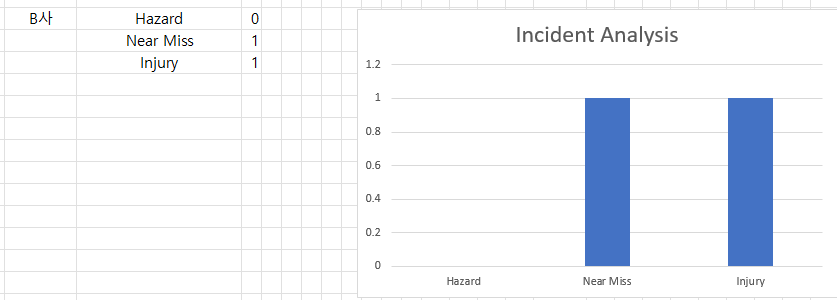 B사 Hazard 0
Near Miss 1
Injury 1
Incident Analysis
1.2
1
0.8
0.6
0.4
0.2
0
Hazard Near Miss Injury